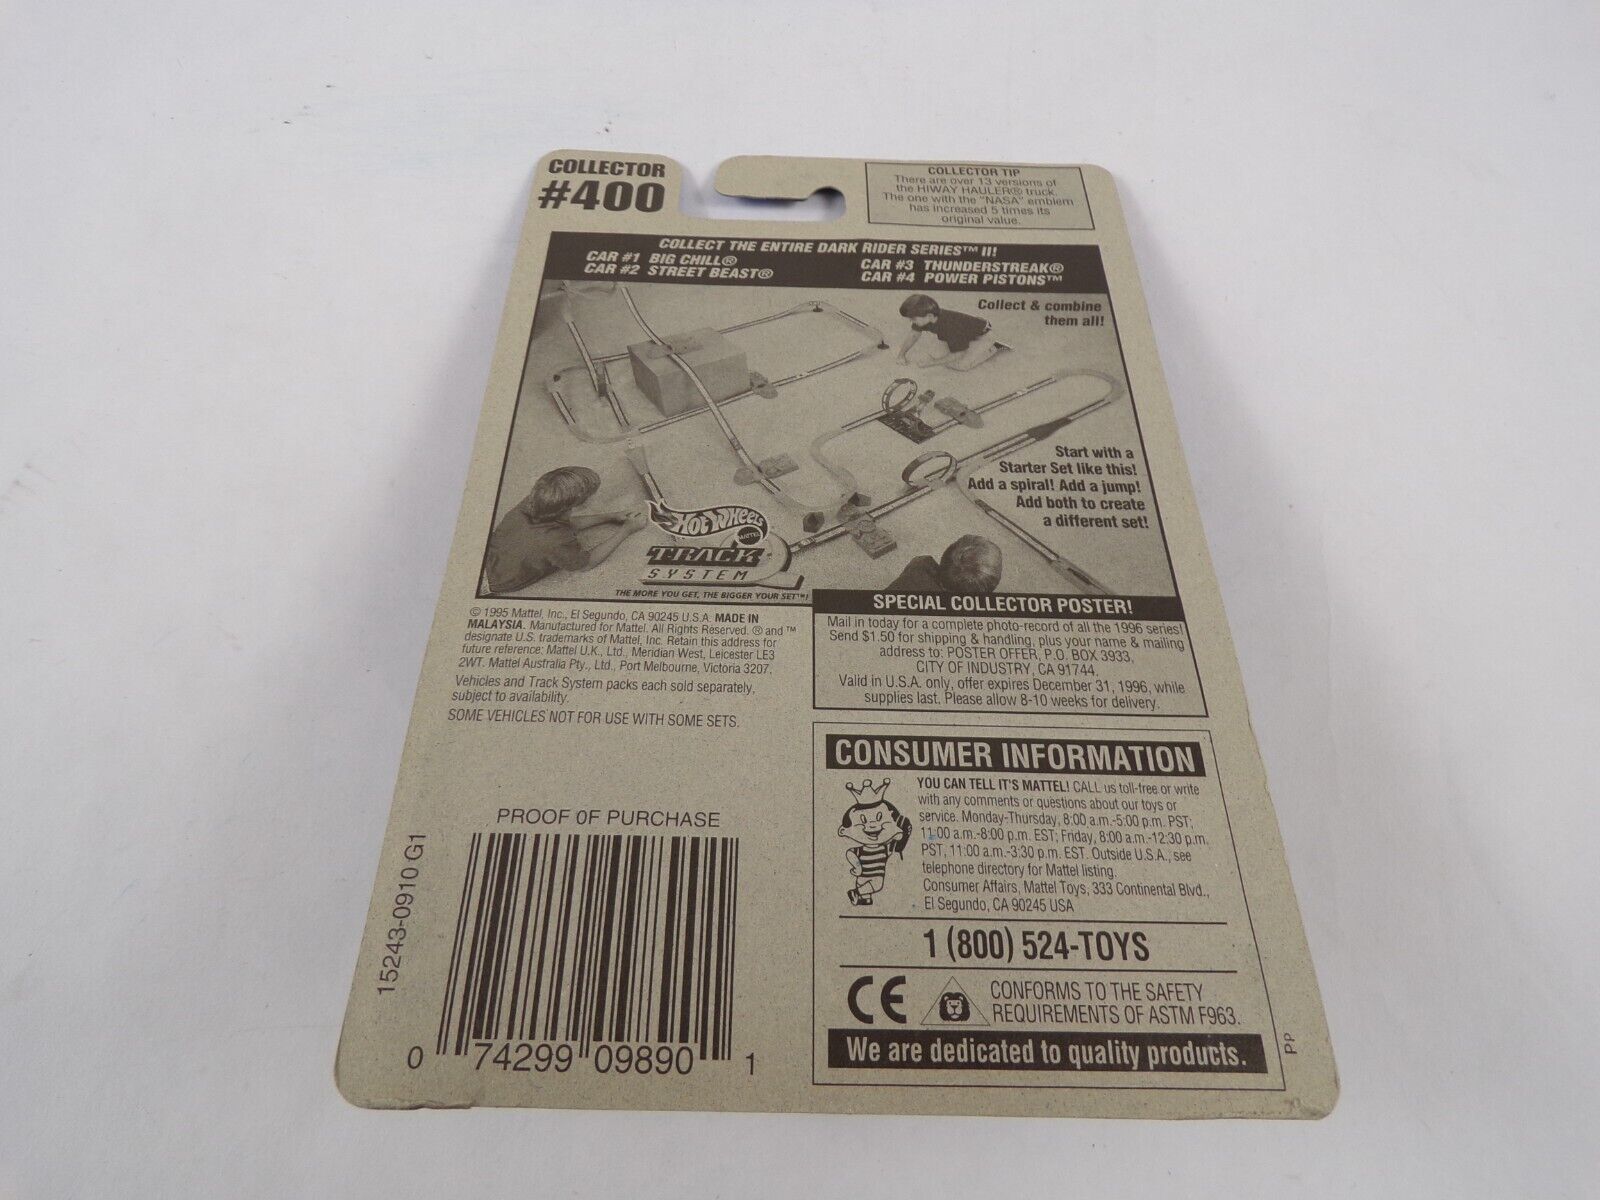 COLLECTOR
#400
COLLECTOR TIP
There are over 13 versions of
the HIWAY HAULER® truck.
The one with the "NASA" emblem
has increased 5 times its
original value.
COLLECT THE ENTIRE DARK RIDER SERIES™ II!
CAR #1 BIG CHILL®
CAR #2 STREET BEAST®
CAR #3 THUNDERSTREAK®
CAR #4 POWER PISTONS™
Collect & combine
them all!
Start with a
Starter Set like this!
Add a spiral! Add a jump!
Add both to create
a different set!
Hot Wheels
MATTEL
TRACK
SYSTEM
THE MORE YOU GET, THE BIGGER YOUR SET™!
© 1995 Mattel, Inc., El Segundo, CA 90245 U.S.A. MADE IN
MALAYSIA. Manufactured for Mattel. All Rights Reserved. ® and ™
designate U.S. trademarks of Mattel, Inc. Retain this address for
future reference: Mattel U.K., Ltd., Meridian West, Leicester LE3
2WT. Mattel Australia Pty., Ltd., Port Melbourne, Victoria 3207.
Vehicles and Track System packs each sold separately,
subject to availability.
SOME VEHICLES NOT FOR USE WITH SOME SETS.
SPECIAL COLLECTOR POSTER!
Mail in today for a complete photo-record of all the 1996 series!
Send $1.50 for shipping & handling, plus your name & mailing
address to: POSTER OFFER, P.O. BOX 3933,
CITY OF INDUSTRY, CA 91744.
Valid in U.S.A. only, offer expires December 31, 1996, while
supplies last. Please allow 8-10 weeks for delivery.
CONSUMER INFORMATION
YOU CAN TELL IT'S MATTEL! CALL us toll-free or write
with any comments or questions about our toys or
service. Monday-Thursday, 8:00 a.m.-5:00 p.m. PST,
11:00 a.m.-8:00 p.m. EST; Friday, 8:00 a.m.-12:30 p.m.
PST, 11:00 a.m.-3:30 p.m. EST. Outside U.S.A., see
telephone directory for Mattel listing.
Consumer Affairs, Mattel Toys, 333 Continental Blvd.,
El Segundo, CA 90245 USA
1 (800) 524-TOYS
CE
CONFORMS TO THE SAFETY
REQUIREMENTS OF ASTM F963.
We are dedicated to quality products.
PP
PROOF OF PURCHASE
0 74299 09890 1
15243-0910 G1